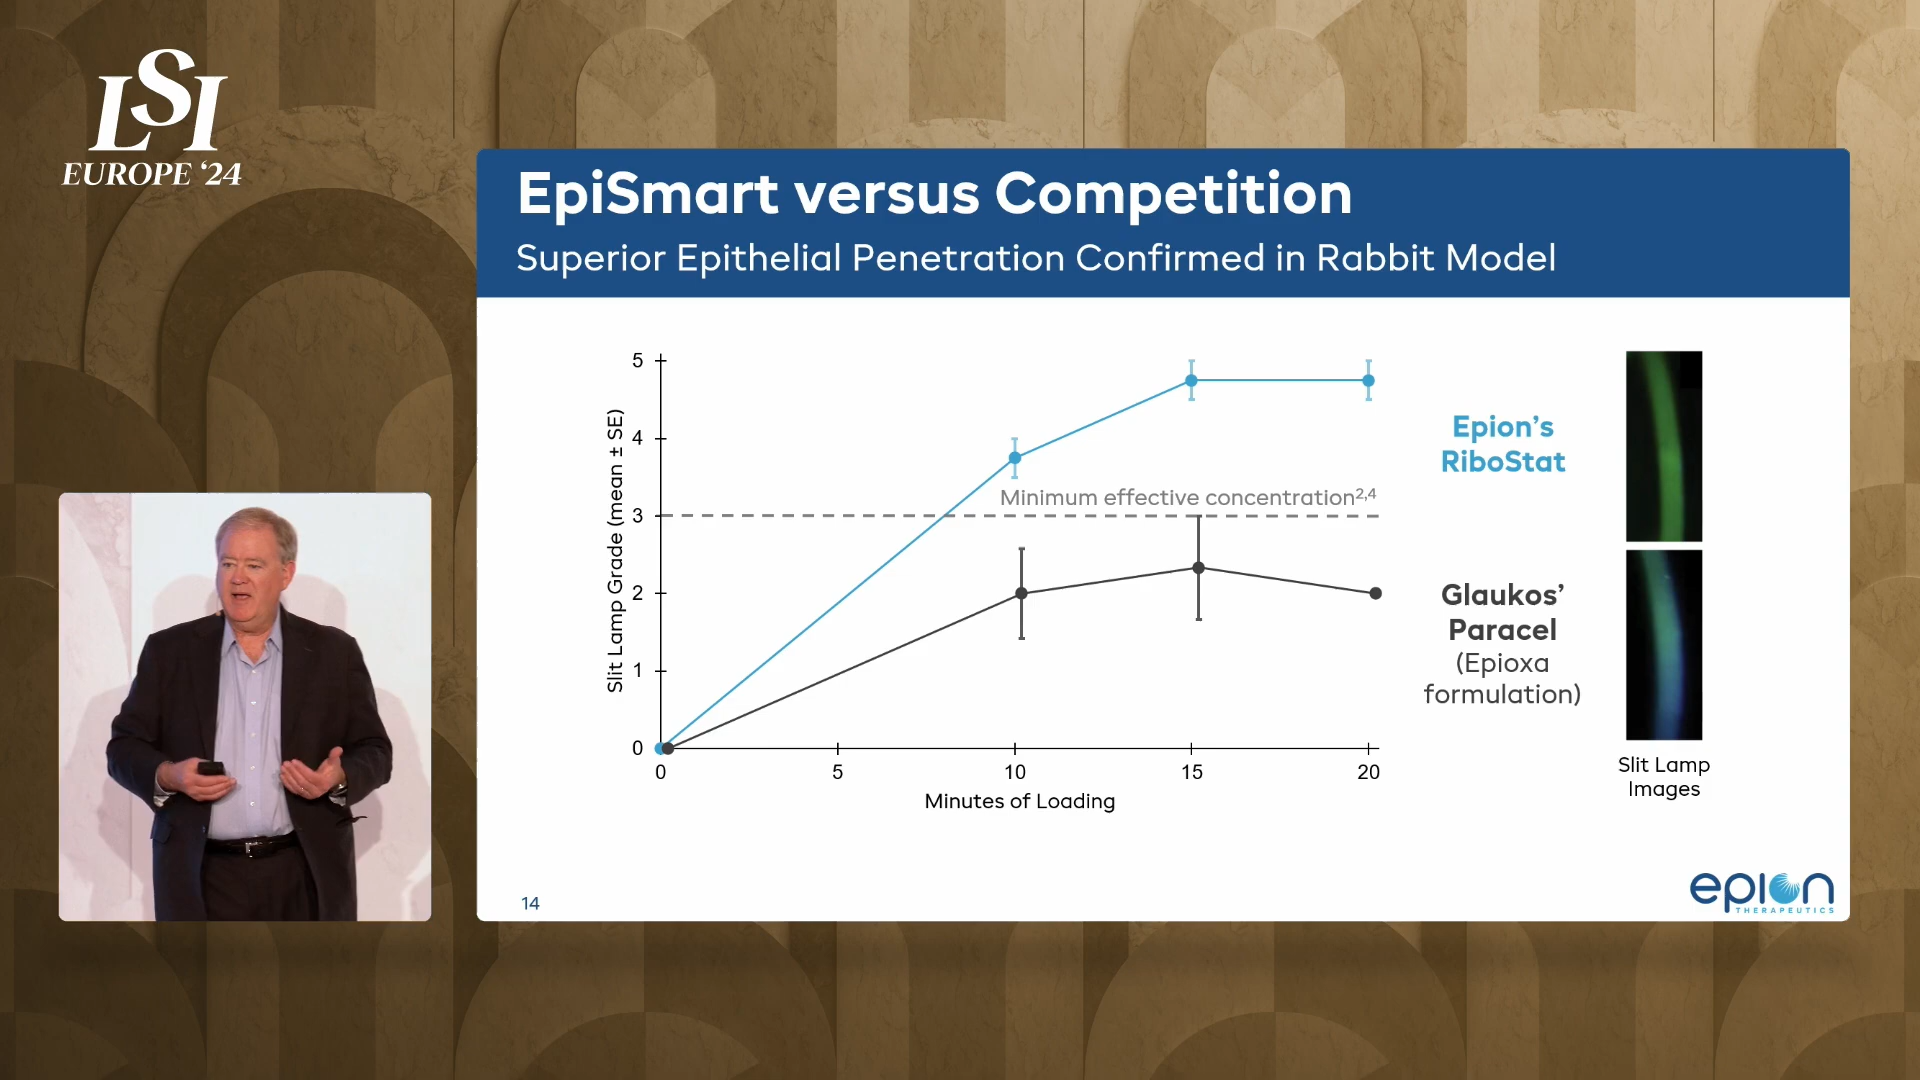 LSI
EUROPE ‘24
EpiSmart versus Competition
Superior Epithelial Penetration Confirmed in Rabbit Model
Slit Lamp Grade (mean ± SE)
5
4
3
2
1
0
0
5
10
15
20
Minutes of Loading
Minimum effective concentration2,4
Epion’s
RiboStat
Glaukos’
Paracel
(Epioxa
formulation)
Slit Lamp
Images
14
epion
THERAPEUTICS